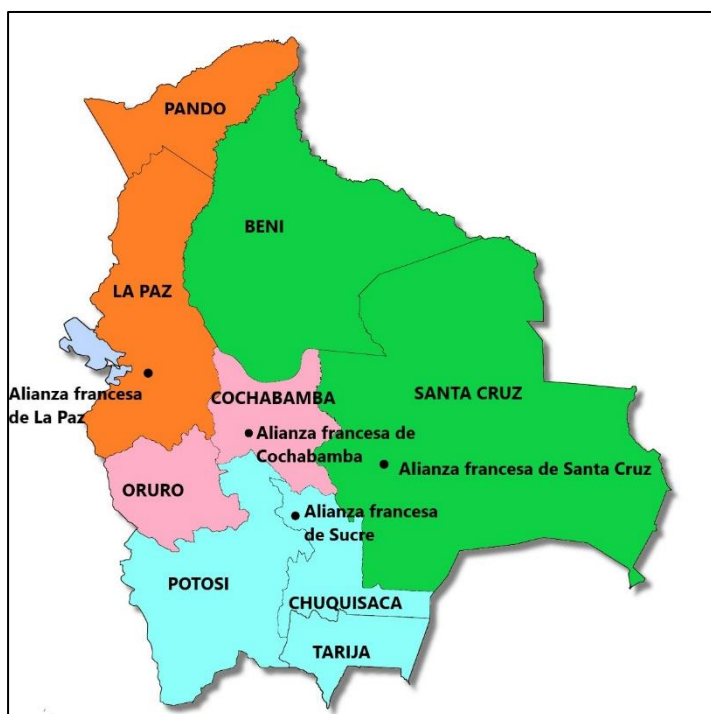 PANDO
BENI
LA PAZ
Alianza francesa
de La Paz
COCHABAMBA
SANTA CRUZ
Alianza francesa de
Cochabamba
Alianza francesa de Santa Cruz
ORURO
Alianza francesa
de Sucre
POTOSI
CHUQUISACA
TARIJA